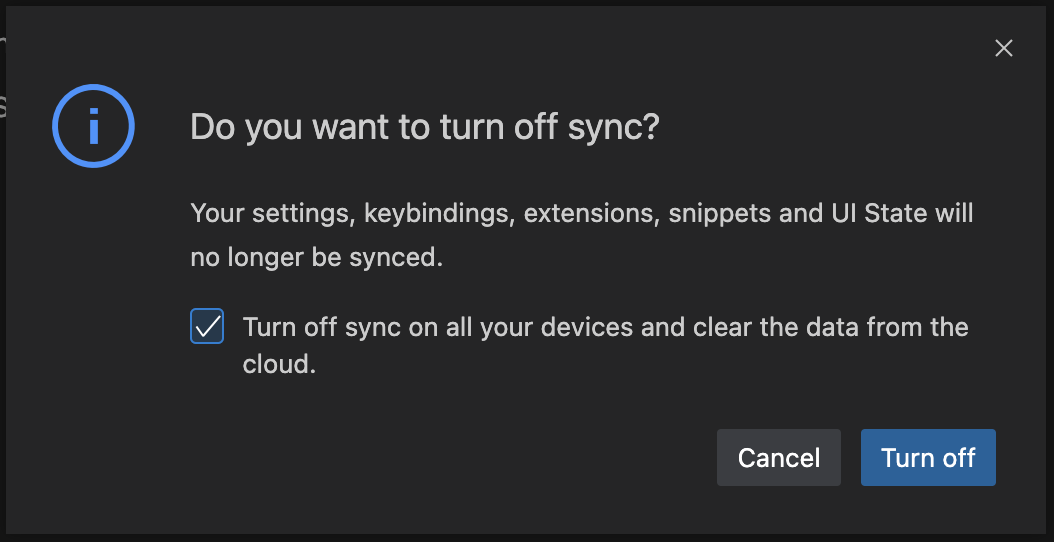 Do you want to turn off sync?
Your settings, keybindings, extensions, snippets and UI State will
no longer be synced.
Turn off sync on all your devices and clear the data from the
cloud.
Cancel
Turn off